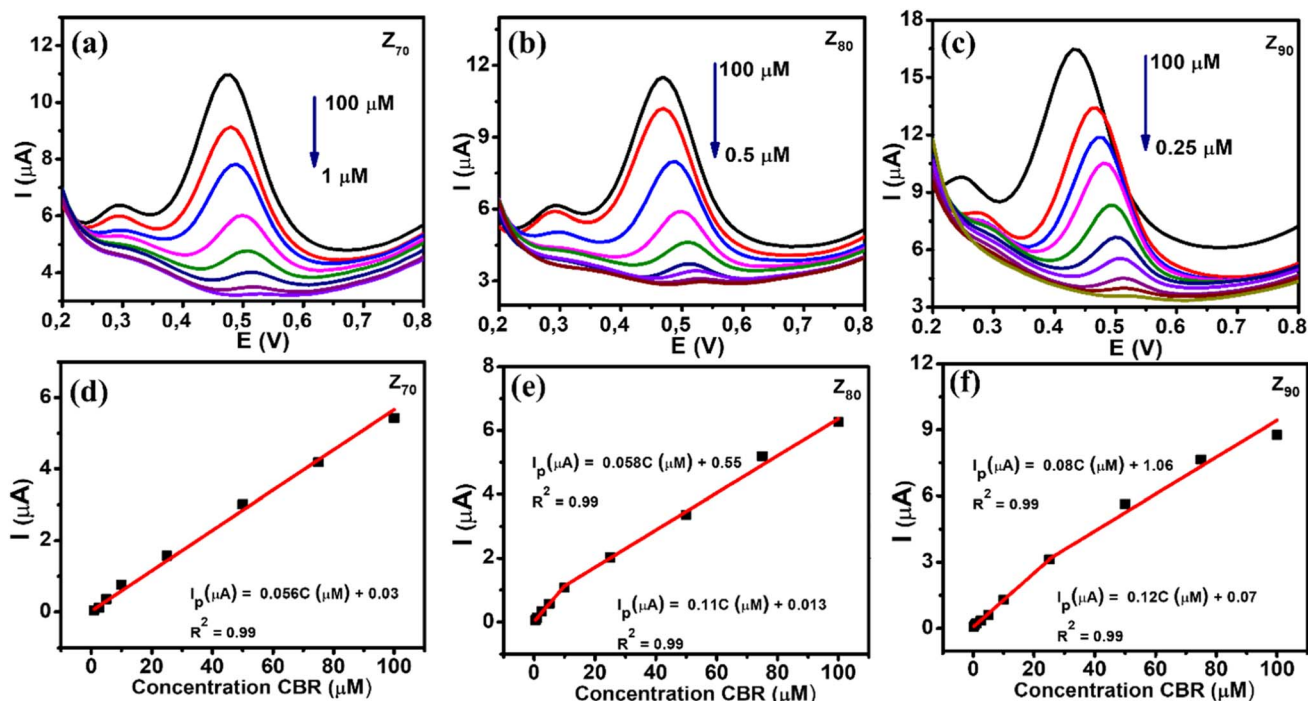 (a)
Z70
12
10
8
6
4
I (μA)
100 μM
1 μM
0,2
0,3
0,4
0,5
0,6
0,7
0,8
E (V)
(b)
Z80
12
9
6
3
I (μA)
100 μM
0.5 μM
0,2
0,3
0,4
0,5
0,6
0,7
0,8
E (V)
(c)
Z90
18
15
12
9
6
3
I (μA)
100 μM
0.25 μM
0.2
0.3
0.4
0.5
0.6
0.7
0.8
E (V)
(d)
Z70
6
4
2
0
I (μA)
Ip(μA) = 0.056C (μM) + 0.03
R2 = 0.99
0
20
40
60
80
100
Concentration CBR (μM)
(e)
Z80
8
6
4
2
0
I (μA)
Ip(μA) = 0.058C (μM) + 0.55
R2 = 0.99
Ip(μA) = 0.11C (μM) + 0.013
R2 = 0.99
0
20
40
60
80
100
Concentration CBR (μM)
(f)
Z90
12
9
6
3
0
I (μA)
Ip(μA) = 0.08C (μM) + 1.06
R2 = 0.99
Ip(μA) = 0.12C (μM) + 0.07
R2 = 0.99
0
20
40
60
80
100
Concentration CBR (μM)